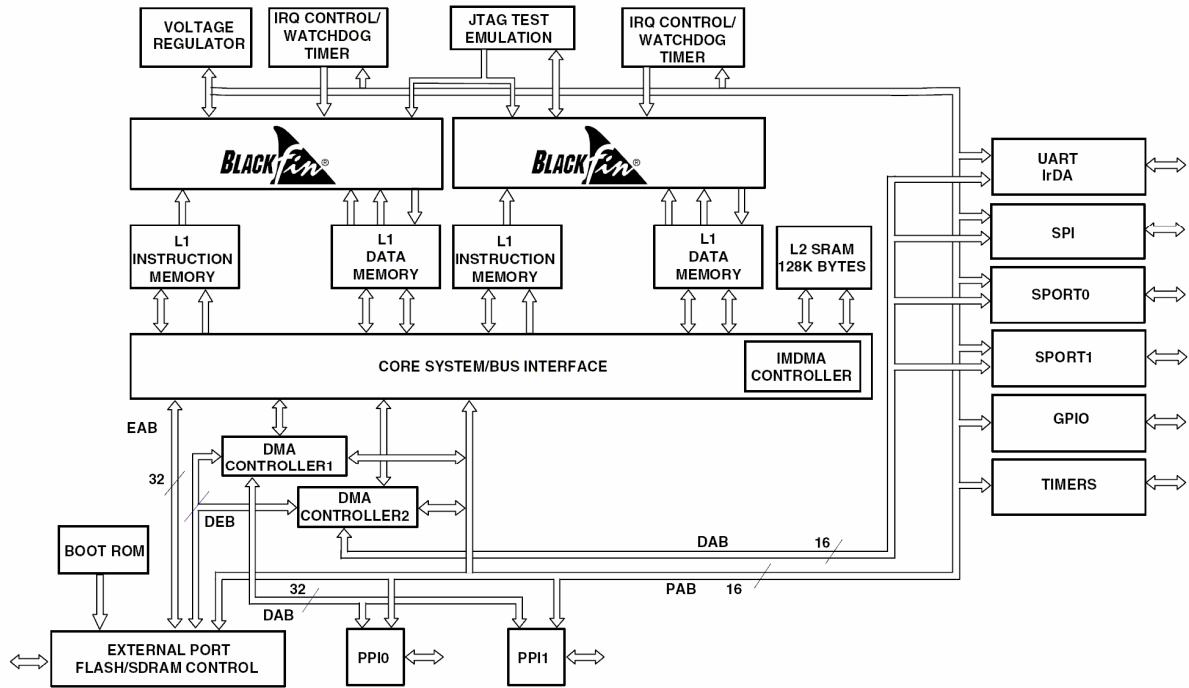 VOLTAGE
REGULATOR
IRQ CONTROL/
WATCHDOG
TIMER
JTAG TEST
EMULATION
IRQ CONTROL/
WATCHDOG
TIMER
BLACKfin®
BLACKfin®
UART
IrDA
SPI
SPORT0
SPORT1
GPIO
TIMERS
L1
INSTRUCTION
MEMORY
L1
DATA
MEMORY
L1
INSTRUCTION
MEMORY
L1
DATA
MEMORY
L2 SRAM
128K BYTES
CORE SYSTEM/BUS INTERFACE
IMDMA
CONTROLLER
EAB
32
DMA
CONTROLLER1
DEB
DMA
CONTROLLER2
BOOT ROM
DAB 16
PAB 16
32
DAB
EXTERNAL PORT
FLASH/SDRAM CONTROL
PPI0
PPI1